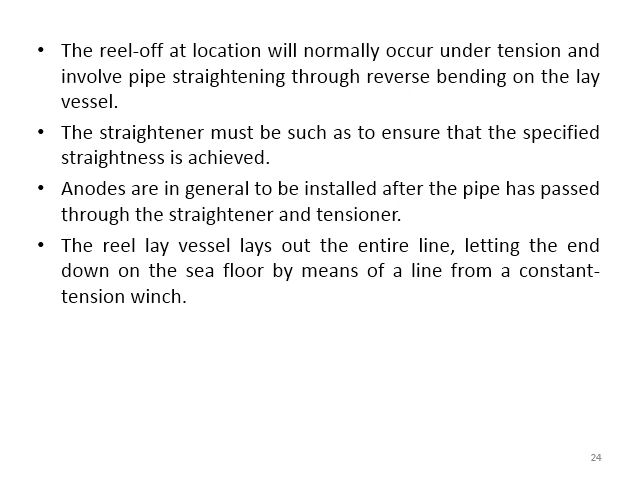 • The reel-off at location will normally occur under tension and
involve pipe straightening through reverse bending on the lay
vessel.
• The straightener must be such as to ensure that the specified
straightness is achieved.
• Anodes are in general to be installed after the pipe has passed
through the straightener and tensioner.
• The reel lay vessel lays out the entire line, letting the end
down on the sea floor by means of a line from a constant-
tension winch.
24